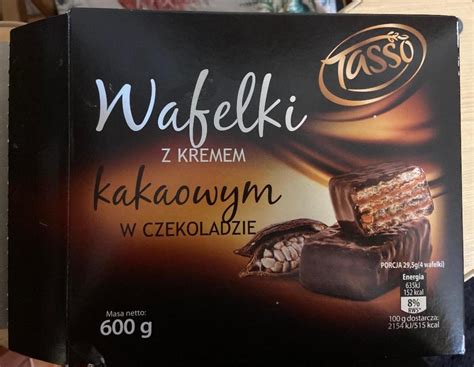 Tasso
Wafelki
Z KREMEM
kakaowym
W CZEKOLADZIE
PORCJA 29,5g(4 wafelki)
Energia
635kJ
152 kcal
8%
RWS*
100 g dostarcza:
2154 kJ/515 kcal
Masa netto:
600 g